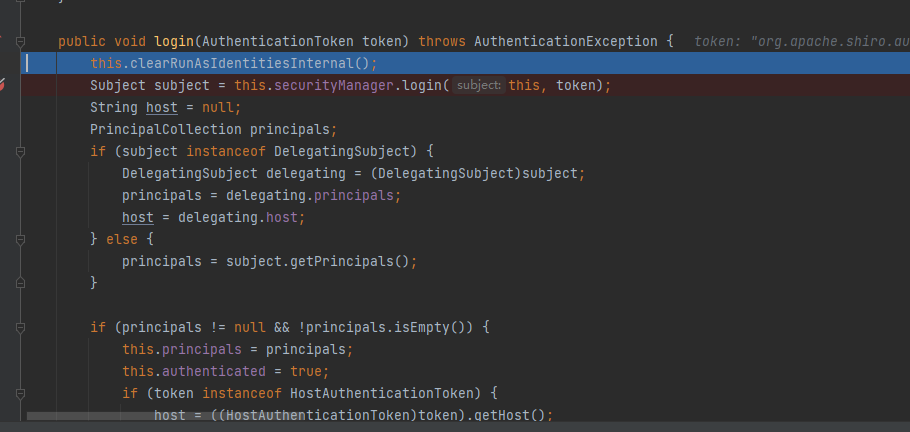 }
public void login(AuthenticationToken token) throws AuthenticationException {  token: "org.apache.shiro.au
this.clearRunAsIdentitiesInternal();
Subject subject = this.securityManager.login( subject: this, token);
String host = null;
PrincipalCollection principals;
if (subject instanceof DelegatingSubject) {
DelegatingSubject delegating = (DelegatingSubject)subject;
principals = delegating.principals;
host = delegating.host;
} else {
principals = subject.getPrincipals();
}
if (principals != null && !principals.isEmpty()) {
this.principals = principals;
this.authenticated = true;
if (token instanceof HostAuthenticationToken) {
host = ((HostAuthenticationToken)token).getHost();